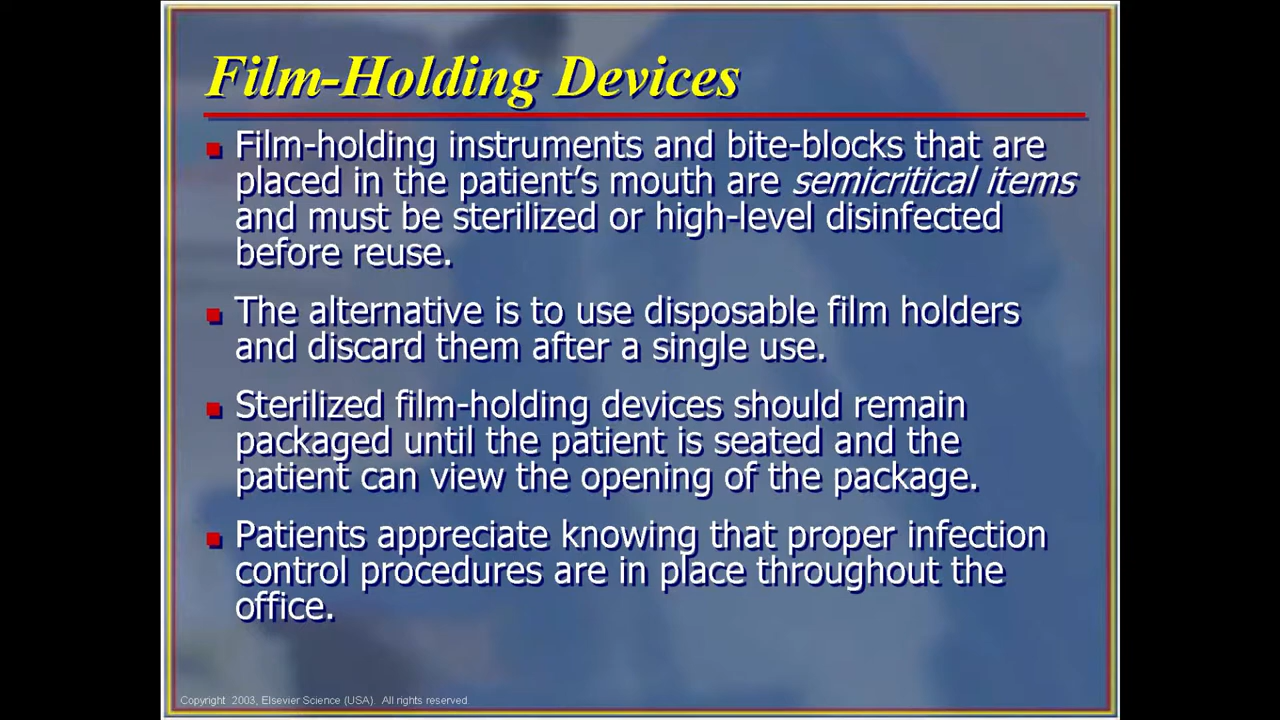 Film-Holding Devices
Film-holding instruments and bite-blocks that are
placed in the patient’s mouth are semicritical items
and must be sterilized or high-level disinfected
before reuse.
The alternative is to use disposable film holders
and discard them after a single use.
Sterilized film-holding devices should remain
packaged until the patient is seated and the
patient can view the opening of the package.
Patients appreciate knowing that proper infection
control procedures are in place throughout the
office.
Copyright 2003, Elsevier Science (USA). All rights reserved.